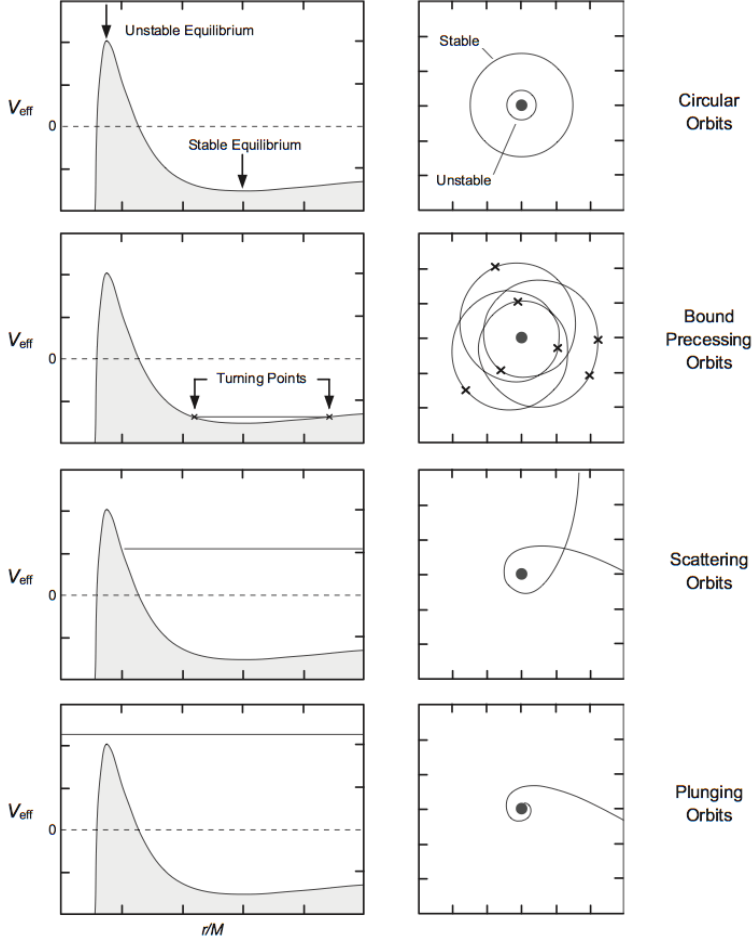 Unstable Equilibrium
Stable
V_eff
0
Stable Equilibrium
Unstable
Circular
Orbits
V_eff
0
Turning Points
Bound
Precessing
Orbits
V_eff
0
Scattering
Orbits
V_eff
0
Plunging
Orbits
r/M